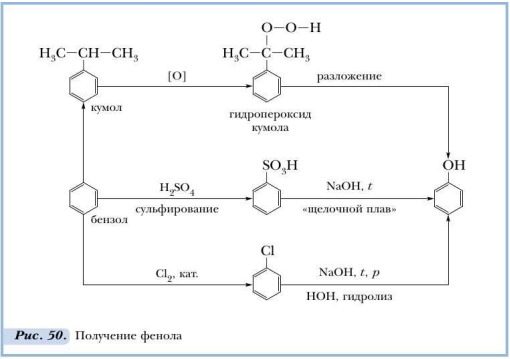 O—O—H
H₃C—CH—CH₃
H₃C—C—CH₃
[O]
разложение
кумол
гидропероксид
кумола
SO₃H
OH
H₂SO₄
NaOH, t
бензол
сульфирование
«щелочной плав»
Cl
Cl₂, кат.
NaOH, t, p
HOH, гидролиз
Рис. 50. Получение фенола